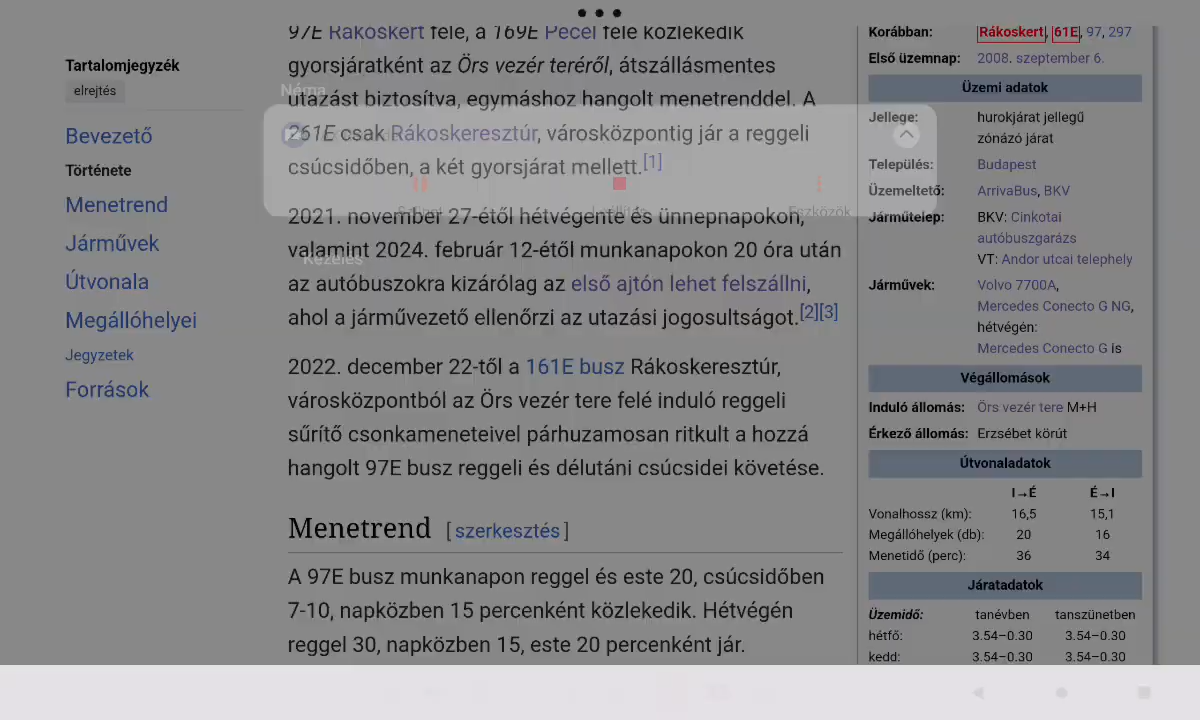 Tartalomjegyzék
elrejtés
Bevezető
Története
Menetrend
Járművek
Útvonala
Megállóhelyei
Jegyzetek
Források
97E Rákoskert felé, a 169E Pécel felé közlekedik
gyorsjáratként az Örs vezér teréről, átszállásmentes
utazást biztosítva, egymáshoz hangolt menetrenddel. A
261E csak Rákoskeresztúr, városközpontig jár a reggeli
csúcsidőben, a két gyorsjárat mellett.[1]
2021. november 27-étől hétvégente és ünnepnapokon,
valamint 2024. február 12-étől munkanapokon 20 óra után
az autóbuszokra kizárólag az első ajtón lehet felszállni,
ahol a járművezető ellenőrzi az utazási jogosultságot.[2][3]
2022. december 22-től a 161E busz Rákoskeresztúr,
városközpontból az Örs vezér tere felé induló reggeli
sűrítő csonkameneteivel párhuzamosan ritkult a hozzá
hangolt 97E busz reggeli és délutáni csúcsidei követése.
Menetrend [ szerkesztés ]
A 97E busz munkanapon reggel és este 20, csúcsidőben
7-10, napközben 15 percenként közlekedik. Hétvégén
reggel 30, napközben 15, este 20 percenként jár.
Néma
Leállítás
Eszközök
Kezelés
Korábban: Rákoskert, 61E, 97, 297
Első üzemnap: 2008. szeptember 6.
Üzemi adatok
Jellege: hurokjárat jellegű
zónázó járat
Település: Budapest
Üzemeltető: ArrivaBus, BKV
Járműtelep: BKV: Cinkotai
autóbuszgarázs
VT: Andor utcai telephely
Járművek: Volvo 7700A,
Mercedes Conecto G NG,
hétvégén:
Mercedes Conecto G is
Végállomások
Induló állomás: Örs vezér tere M+H
Érkező állomás: Erzsébet körút
Útvonaladatok
I→É É→I
Vonalhossz (km): 16,5 15,1
Megállóhelyek (db): 20 16
Menetidő (perc): 36 34
Járatadatok
Üzemidő: tanévben tanszünetben
hétfő: 3.54–0.30 3.54–0.30
kedd: 3.54–0.30 3.54–0.30